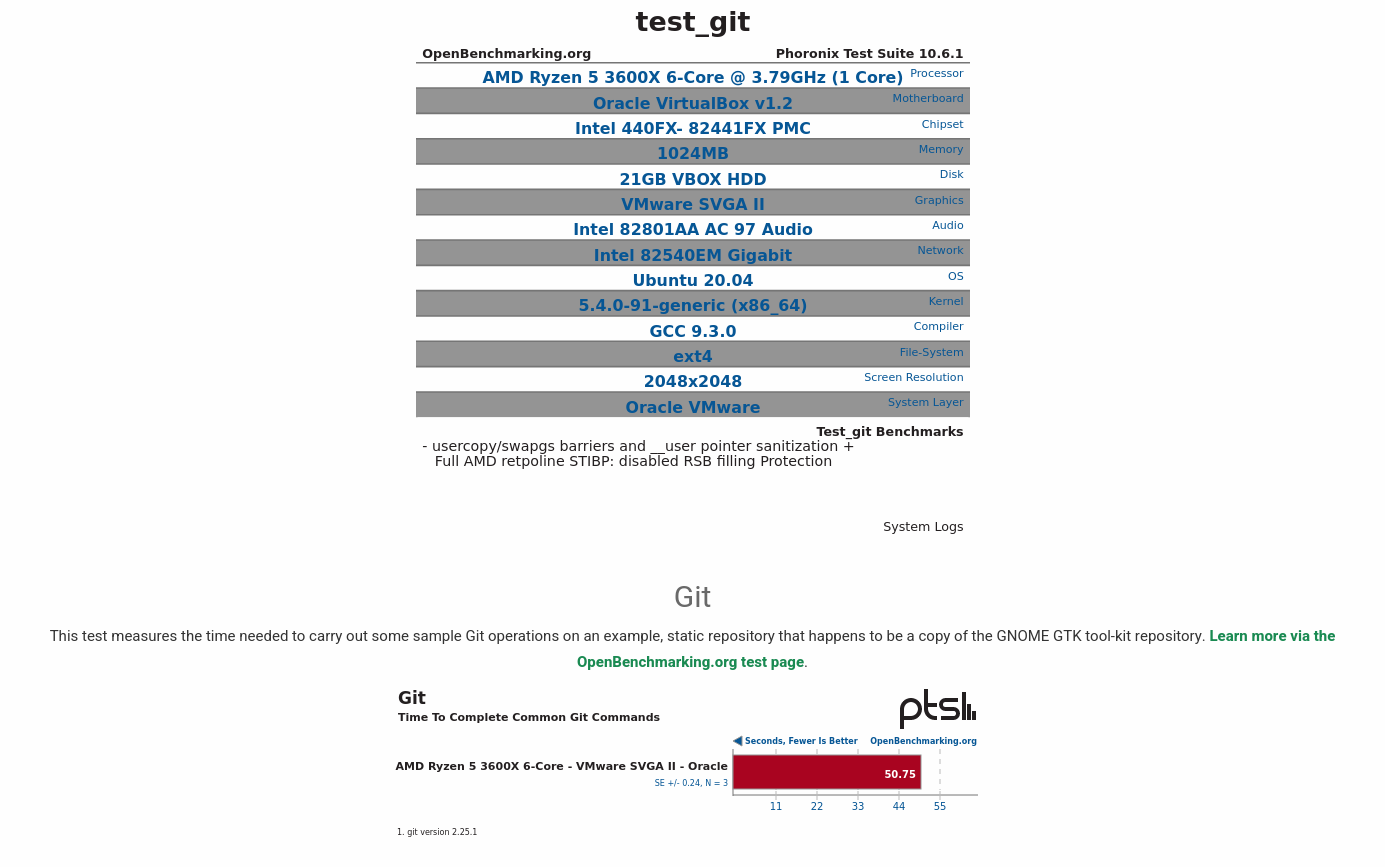 test_git
OpenBenchmarking.org Phoronix Test Suite 10.6.1
AMD Ryzen 5 3600X 6-Core @ 3.79GHz (1 Core) Processor
Oracle VirtualBox v1.2 Motherboard
Intel 440FX- 82441FX PMC Chipset
1024MB Memory
21GB VBOX HDD Disk
VMware SVGA II Graphics
Intel 82801AA AC 97 Audio Audio
Intel 82540EM Gigabit Network
Ubuntu 20.04 OS
5.4.0-91-generic (x86_64) Kernel
GCC 9.3.0 Compiler
ext4 File-System
2048x2048 Screen Resolution
Oracle VMware System Layer
Test_git Benchmarks
- usercopy/swapgs barriers and __user pointer sanitization +
Full AMD retpoline STIBP: disabled RSB filling Protection
System Logs
Git
This test measures the time needed to carry out some sample Git operations on an example, static repository that happens to be a copy of the GNOME GTK tool-kit repository. Learn more via the
OpenBenchmarking.org test page.
Git
ptsl
Time To Complete Common Git Commands
Seconds, Fewer Is Better OpenBenchmarking.org
AMD Ryzen 5 3600X 6-Core - VMware SVGA II - Oracle
50.75
SE +/- 0.24, N = 3
11 22 33 44 55
1. git version 2.25.1